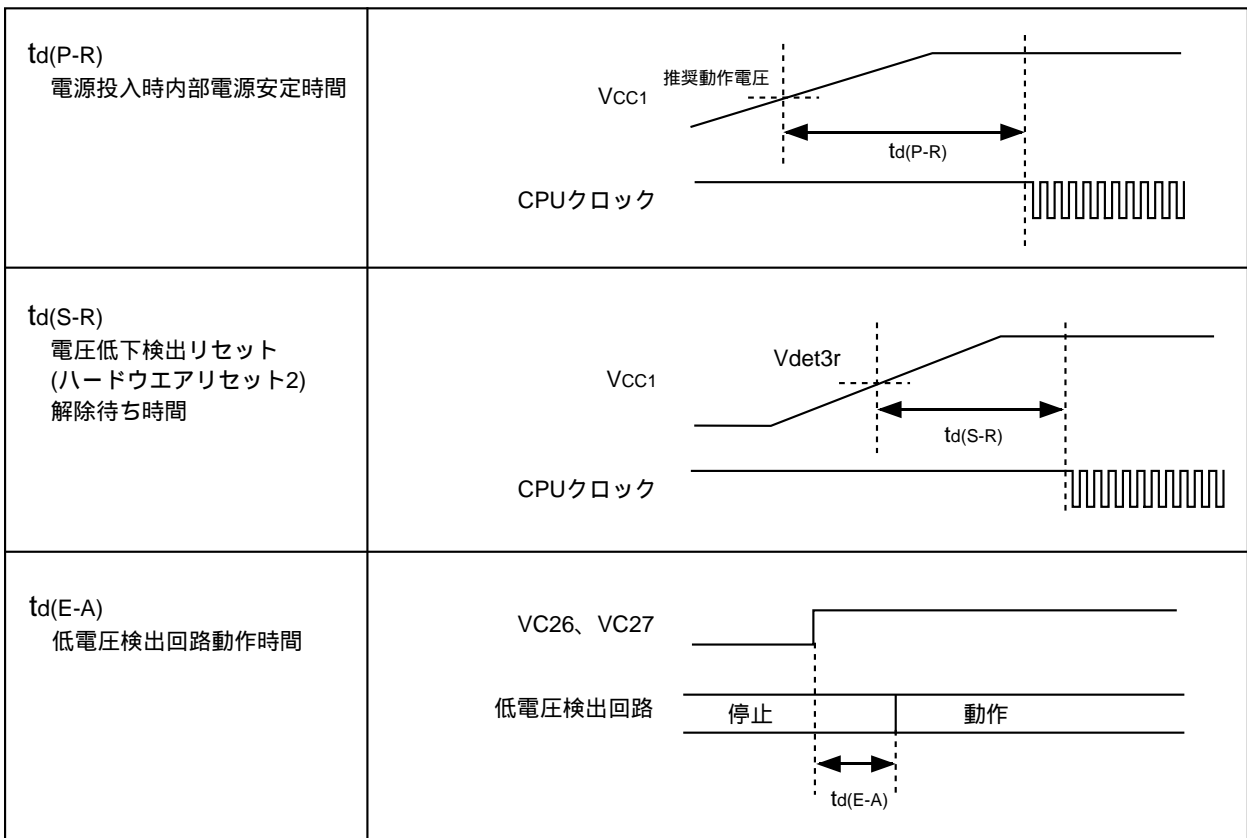 td(P-R)
電源投入時内部電源安定時間
推奨動作電圧
VCC1
td(P-R)
CPUクロック
td(S-R)
電圧低下検出リセット
(ハードウエアリセット2)
解除待ち時間
Vdet3r
VCC1
td(S-R)
CPUクロック
td(E-A)
低電圧検出回路動作時間
VC26、VC27
低電圧検出回路
停止
動作
td(E-A)